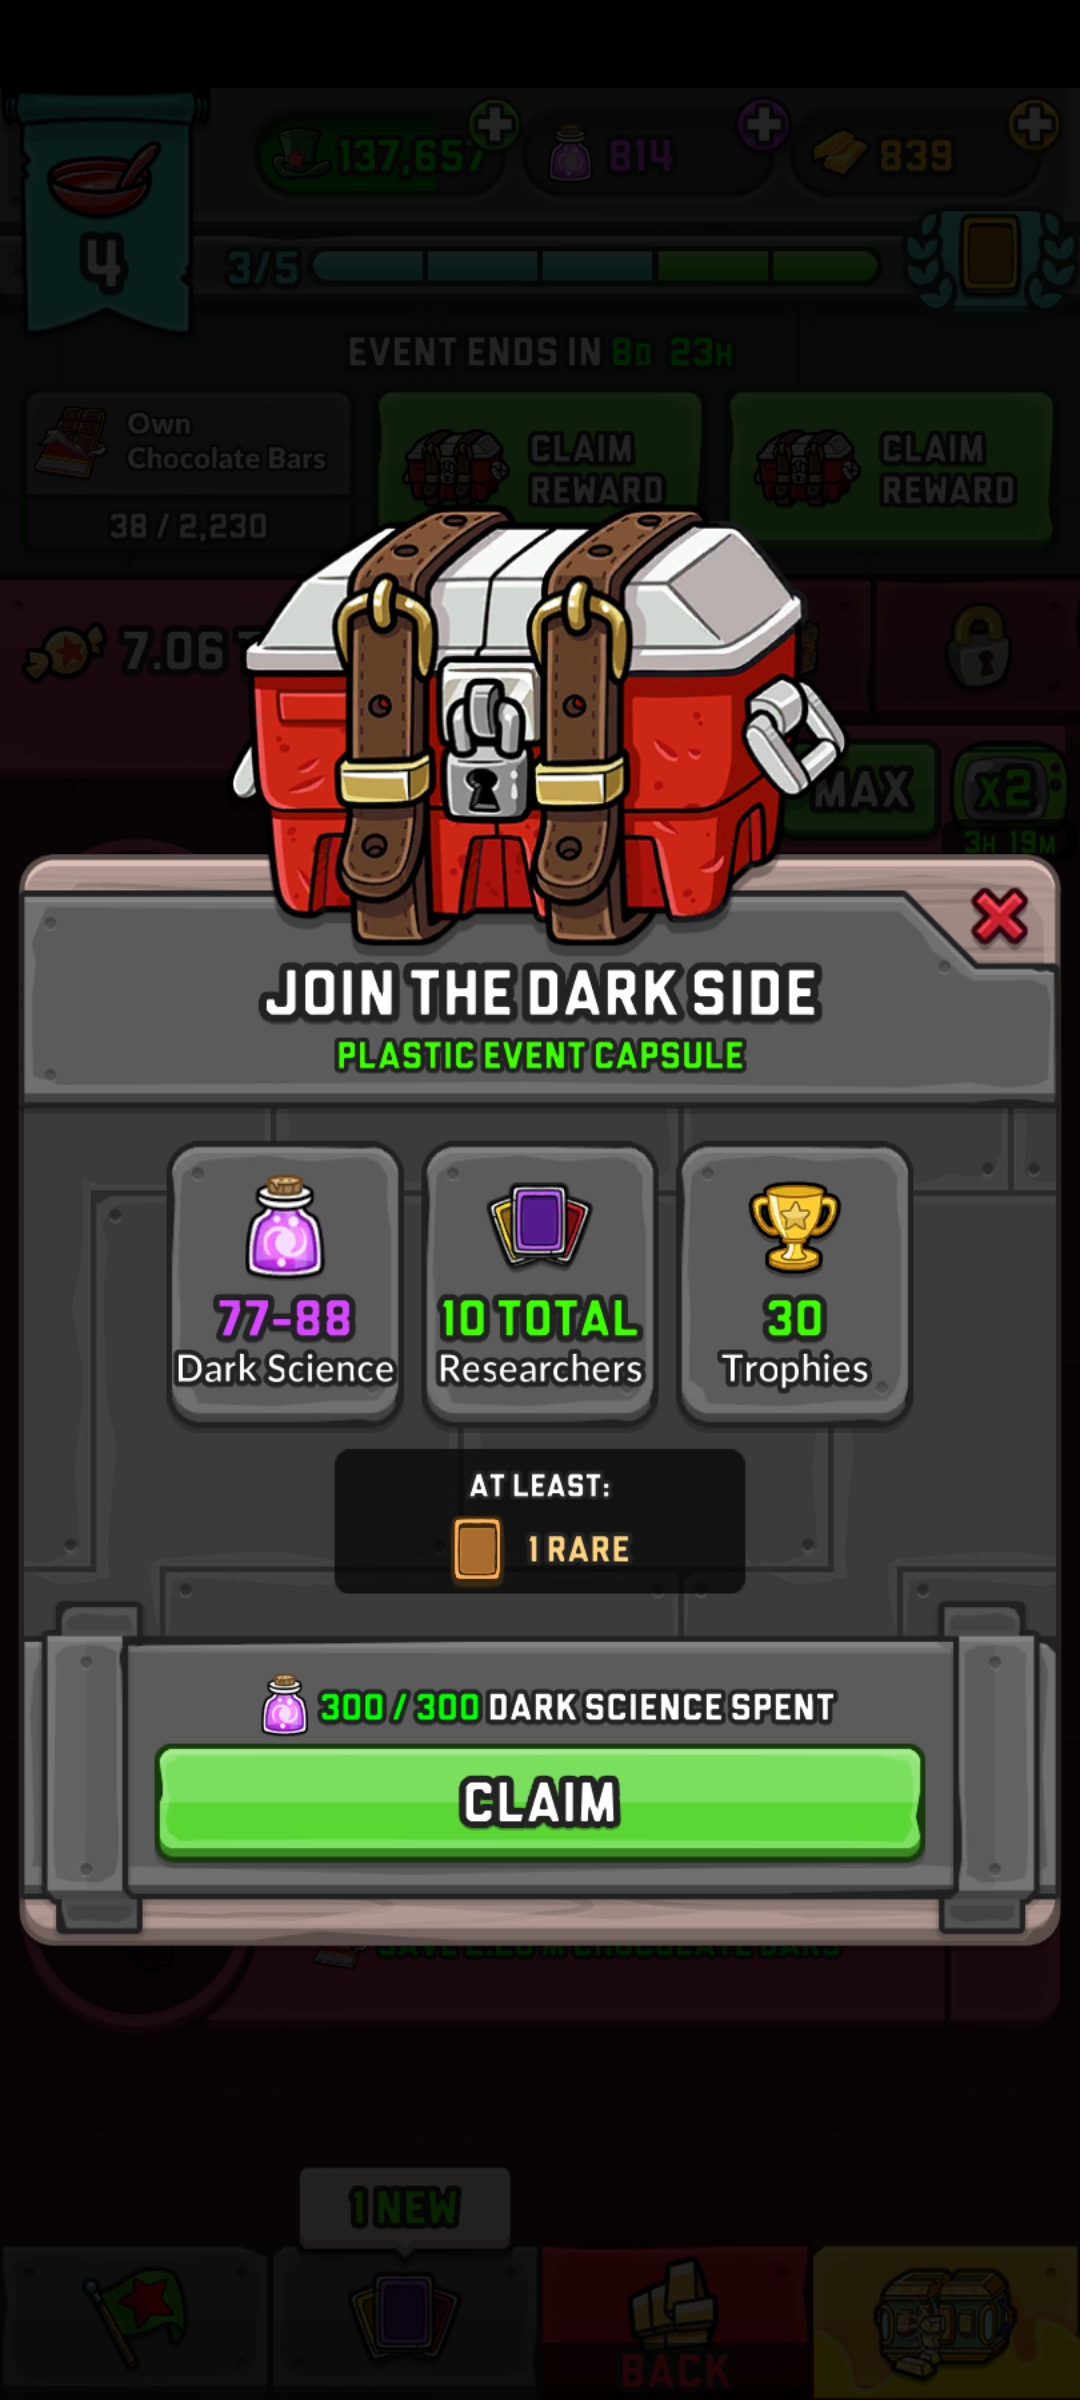 137,657
814
839
4
3/5
EVENT ENDS IN 8D 23H
Own
Chocolate Bars
38 / 2,230
CLAIM
REWARD
CLAIM
REWARD
7.06
MAX
x2
3H 19M
JOIN THE DARK SIDE
PLASTIC EVENT CAPSULE
77-88
Dark Science
10 TOTAL
Researchers
30
Trophies
AT LEAST:
1 RARE
300 / 300 DARK SCIENCE SPENT
CLAIM
CHOCOLATE BARS
1 NEW
BACK